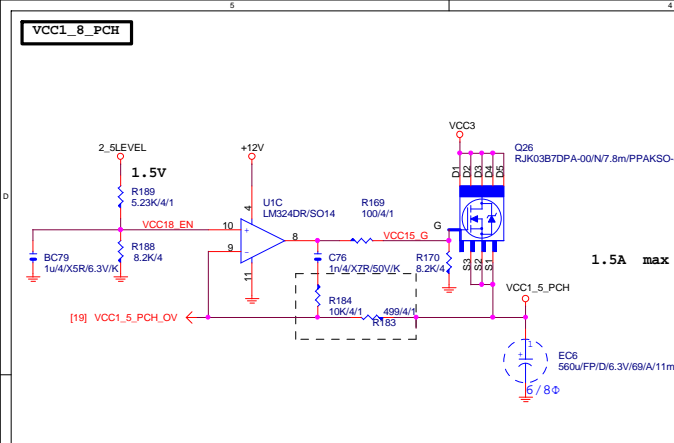 5
4
VCC1_8_PCH
D
2_5LEVEL
+12V
VCC3
1.5V
Q26
RJK03B7DPA-00/N/7.8m/PPAKSO-
D1
D2
D3
D4
D5
R189
5.23K/4/1
U1C
LM324DR/SO14
R169
100/4/1
4
VCC18_EN
10
+
8
VCC15_G
G
9
-
11
R188
8.2K/4
BC79
1u/4/X5R/6.3V/K
C76
1n/4/X7R/50V/K
R170
8.2K/4
S3
S2
S1
1.5A max
VCC1_5_PCH
R184
10K/4/1
499/4/1
R183
[19] VCC1_5_PCH_OV
1
+
EC6
560u/FP/D/6.3V/69/A/11m
6/8Φ